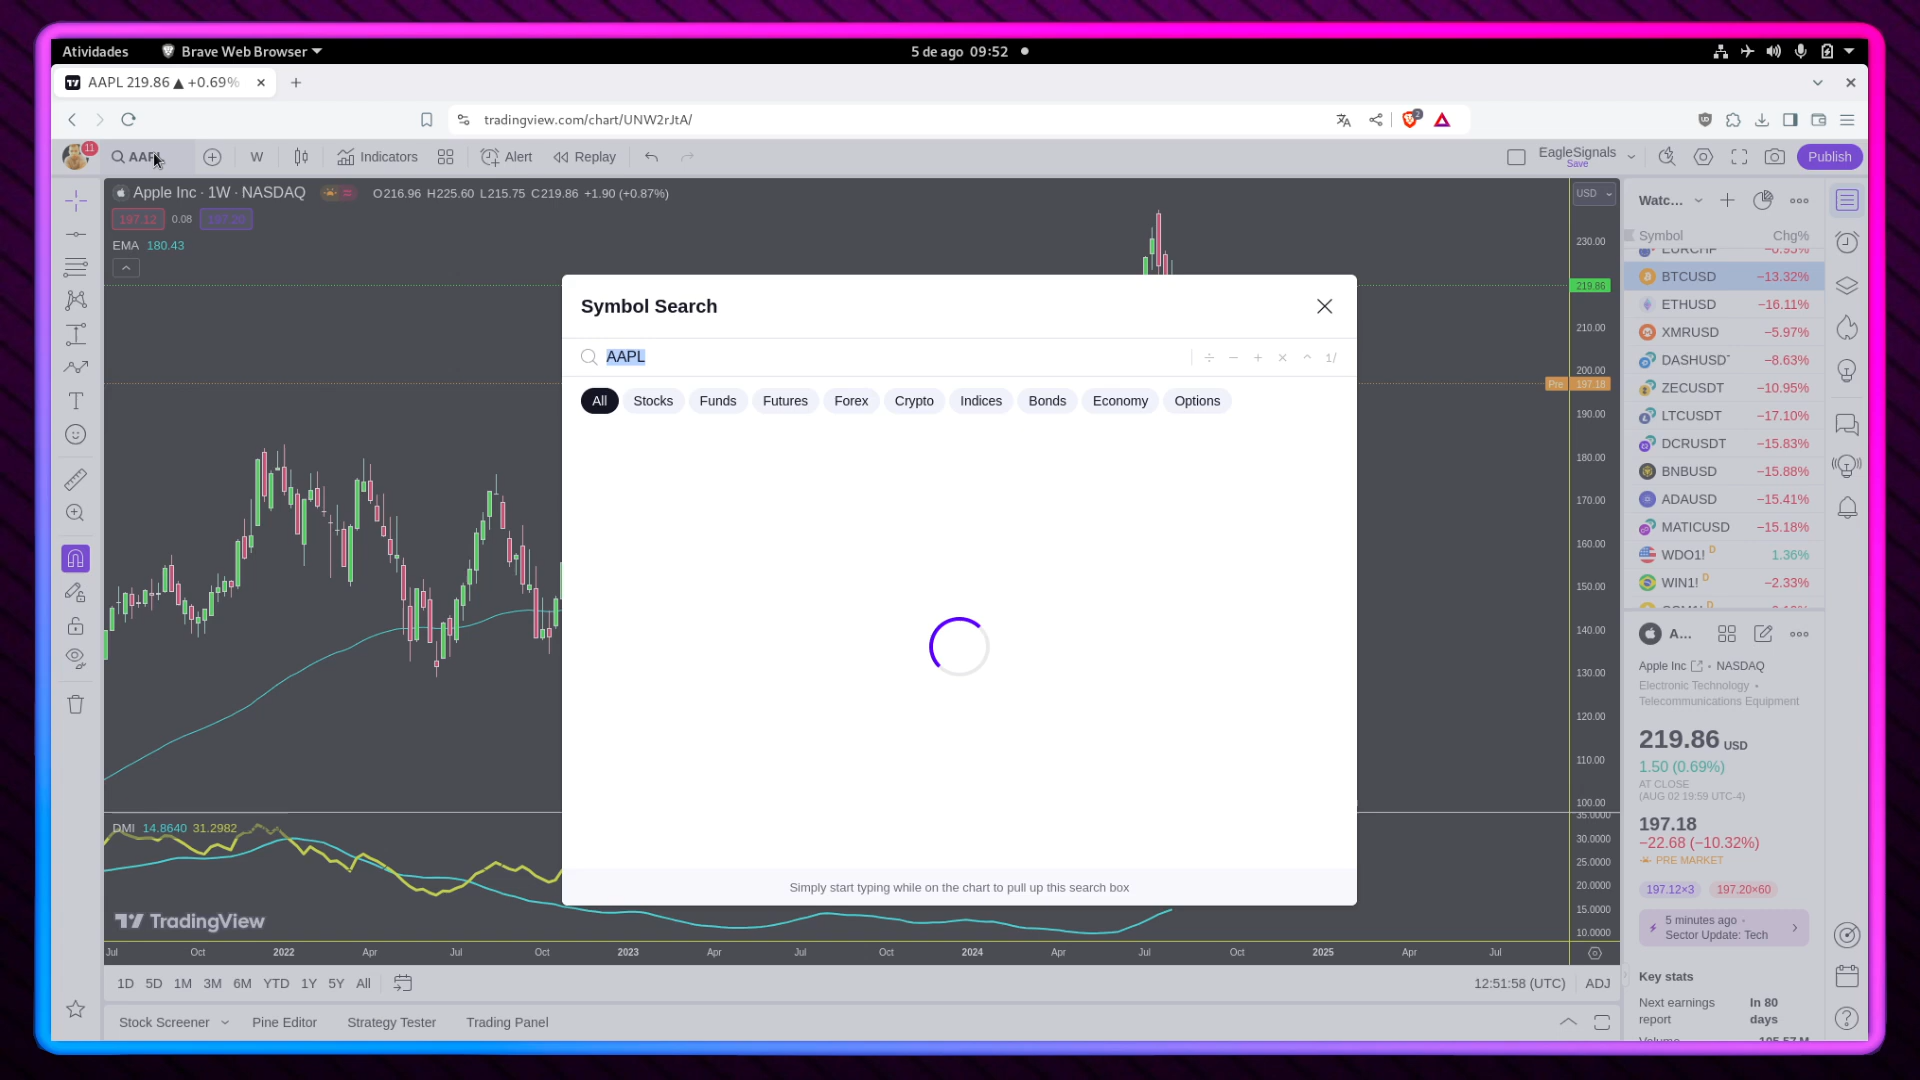 Atividades Brave Web Browser 5 de ago 09:52
AAPL 219.86 ▲ +0.69%
tradingview.com/chart/UNW2rJtA/ 2
11 AAPL W Indicators Alert Replay EagleSignals Save Publish
Apple Inc · 1W · NASDAQ O216.96 H225.60 L215.75 C219.86 +1.90 (+0.87%) USD
197.12 0.08 197.20
EMA 180.43
230.00
219.86
210.00
200.00
Pre 197.18
190.00
180.00
170.00
160.00
150.00
140.00
130.00
120.00
110.00
100.00
Symbol Search
AAPL 1/
All Stocks Funds Futures Forex Crypto Indices Bonds Economy Options
Simply start typing while on the chart to pull up this search box
DMI 14.8640 31.2982
35.0000
30.0000
25.0000
20.0000
15.0000
10.0000
TradingView
Jul Oct 2022 Apr Jul Oct 2023 Apr Jul Oct 2024 Apr Jul Oct 2025 Apr Jul
1D 5D 1M 3M 6M YTD 1Y 5Y All 12:51:58 (UTC) ADJ
Stock Screener Pine Editor Strategy Tester Trading Panel
Watc...
Symbol Chg%
BTCUSD −13.32%
ETHUSD −16.11%
XMRUSD −5.97%
DASHUSDT −8.63%
ZECUSDT −10.95%
LTCUSDT −17.10%
DCRUSDT −15.83%
BNBUSD −15.88%
ADAUSD −15.41%
MATICUSD −15.18%
WDO1! D 1.36%
WIN1! D −2.33%
A...
Apple Inc • NASDAQ
Electronic Technology •
Telecommunications Equipment
219.86 USD
1.50 (0.69%)
AT CLOSE
(AUG 02 19:59 UTC-4)
197.18
−22.68 (−10.32%)
PRE MARKET
197.12×3 197.20×60
5 minutes ago ·
Sector Update: Tech
Key stats
Next earnings report In 80 days